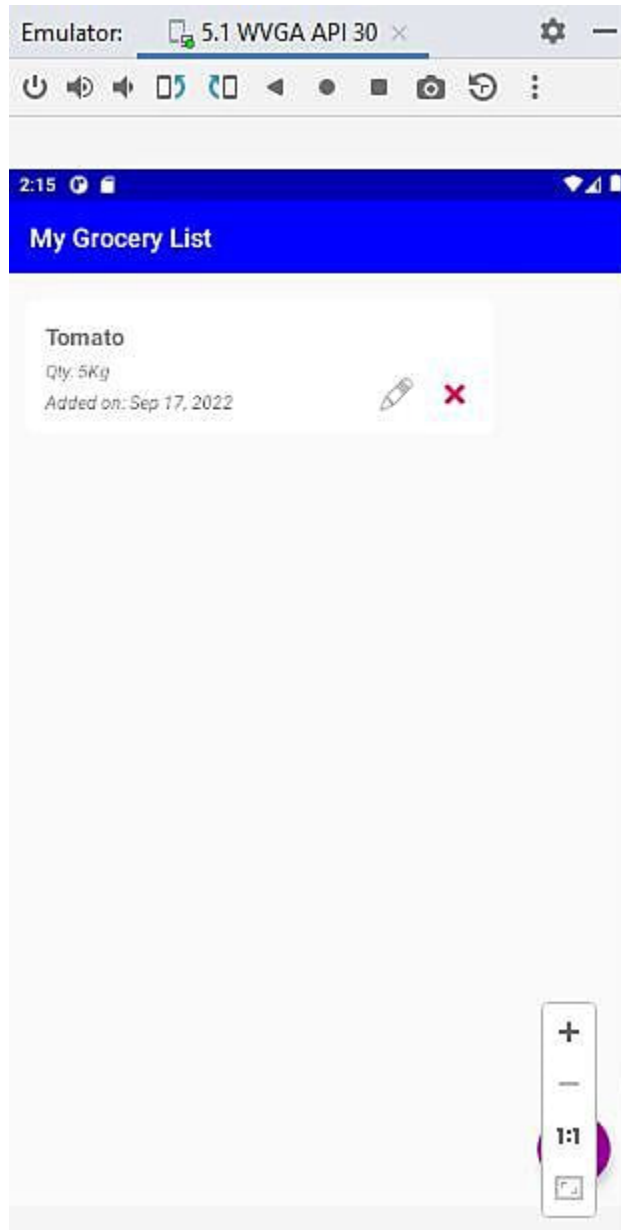 Emulator: 5.1 WVGA API 30
2:15
My Grocery List
Tomato
Qty: 5Kg
Added on: Sep 17, 2022
1:1